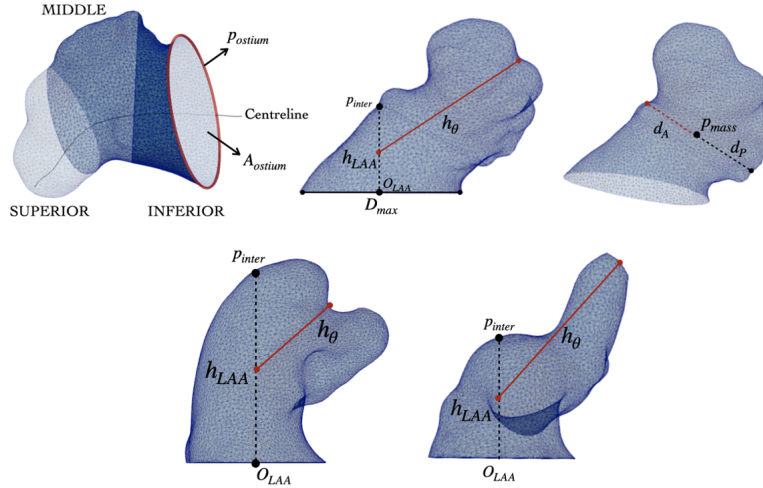 MIDDLE
p_ostium
Centreline
A_ostium
SUPERIOR
INFERIOR
p_inter
h_θ
h_LAA
O_LAA
D_max
d_A
p_mass
d_P
p_inter
h_θ
h_LAA
O_LAA
p_inter
h_θ
h_LAA
O_LAA